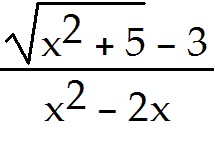 √x² + 5 – 3
x² – 2x